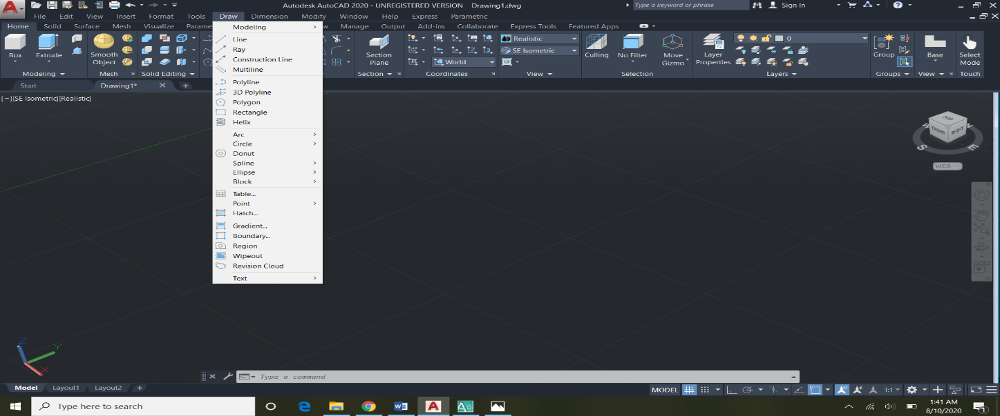 Autodesk AutoCAD 2020 - UNREGISTERED VERSION Drawing1.dwg Type a keyword or phrase Sign In
File Edit View Insert Format Tools Draw Dimension Modify Window Help Express Parametric
Home Solid Surface Mesh Visualize Parame Manage Output Add-ins Collaborate Express Tools Featured Apps
Box Extrude Smooth Object Section Plane World Realistic SE Isometric Culling No Filter Move Gizmo Layer Properties 0 Group Base Select Mode
Modeling Mesh Solid Editing Section Coordinates View Selection Layers Groups View Touch
Start Drawing1*
[−][SE Isometric][Realistic]
Modeling
Line
Ray
Construction Line
Multiline
Polyline
3D Polyline
Polygon
Rectangle
Helix
Arc
Circle
Donut
Spline
Ellipse
Block
Table...
Point
Hatch...
Gradient...
Boundary...
Region
Wipeout
Revision Cloud
Text
TOP
FRONT RIGHT
S E
WCS
Z Y X
Type a command
Model Layout1 Layout2 MODEL 1:1
Type here to search
1:41 AM
8/10/2020